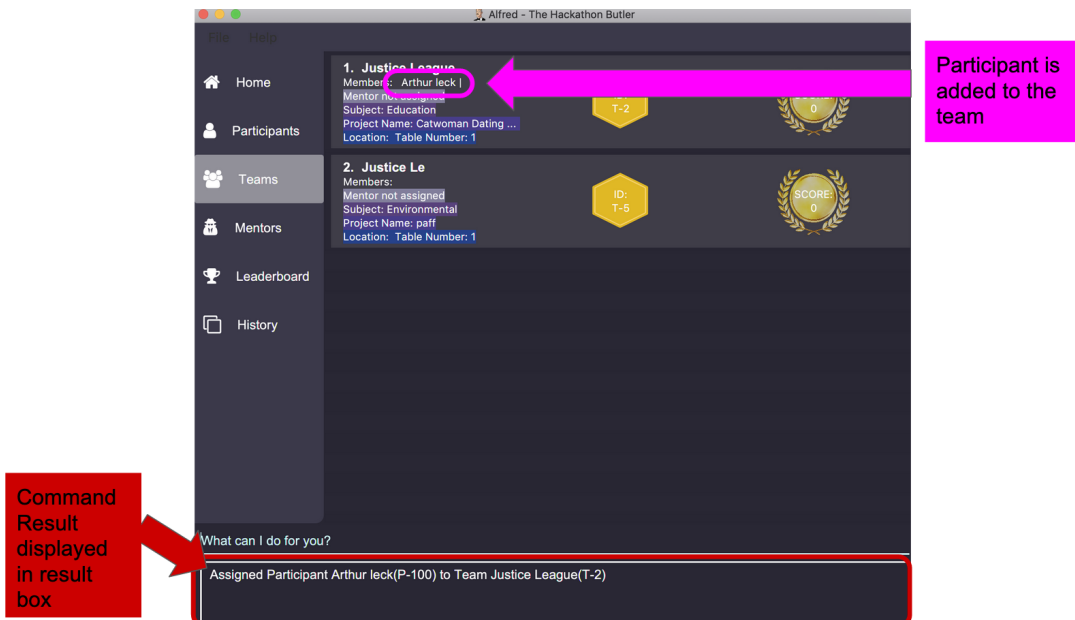 Alfred - The Hackathon Butler
File Help
Home
Participants
Teams
Mentors
Leaderboard
History
1. Justice League
Members: Arthur leck |
Mentor not assigned
Subject: Education
Project Name: Catwoman Dating ...
Location: Table Number: 1
ID:
T-2
SCORE:
0
2. Justice Le
Members:
Mentor not assigned
Subject: Environmental
Project Name: paff
Location: Table Number: 1
ID:
T-5
SCORE:
0
Participant is
added to the
team
Command
Result
displayed
in result
box
What can I do for you?
Assigned Participant Arthur leck(P-100) to Team Justice League(T-2)